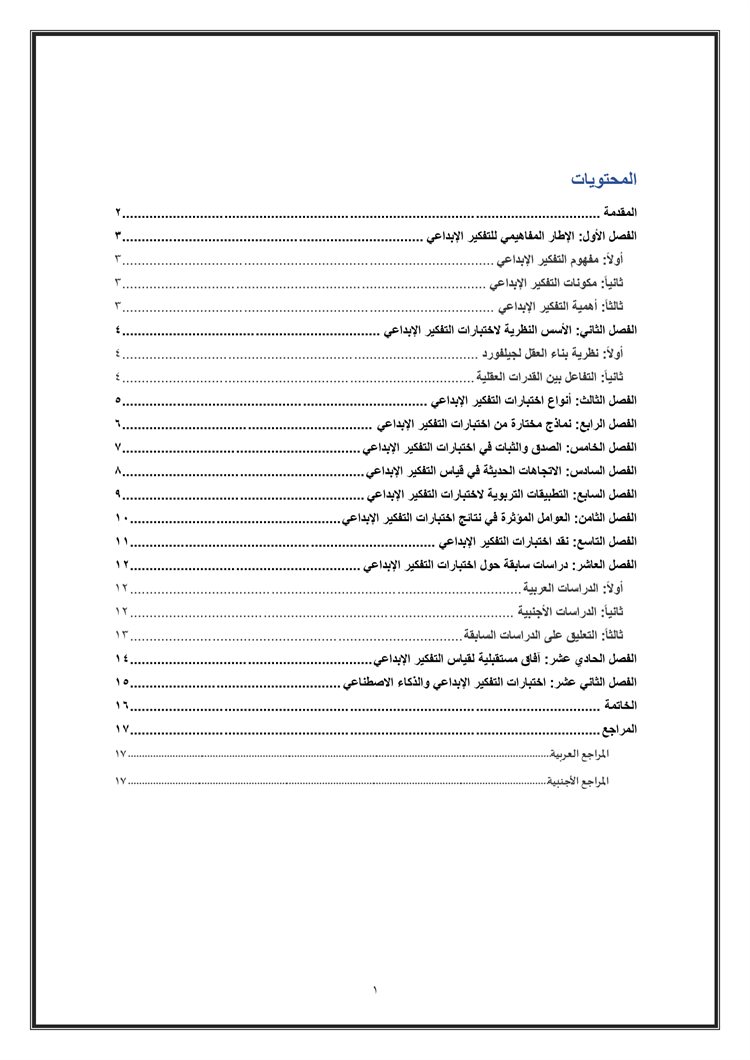 المحتويات
المقدمة ........ ٢
الفصل الأول: الإطار المفاهيمي للتفكير الإبداعي ........ ٣
أولاً: مفهوم التفكير الإبداعي ........ ٣
ثانياً: مكونات التفكير الإبداعي ........ ٣
ثالثاً: أهمية التفكير الإبداعي ........ ٣
الفصل الثاني: الأسس النظرية لاختبارات التفكير الإبداعي ........ ٤
أولاً: نظرية بناء العقل لجيلفورد ........ ٤
ثانياً: التفاعل بين القدرات العقلية ........ ٤
الفصل الثالث: أنواع اختبارات التفكير الإبداعي ........ ٥
الفصل الرابع: نماذج مختارة من اختبارات التفكير الإبداعي ........ ٦
الفصل الخامس: الصدق والثبات في اختبارات التفكير الإبداعي ........ ٧
الفصل السادس: الاتجاهات الحديثة في قياس التفكير الإبداعي ........ ٨
الفصل السابع: التطبيقات التربوية لاختبارات التفكير الإبداعي ........ ٩
الفصل الثامن: العوامل المؤثرة في نتائج اختبارات التفكير الإبداعي ........ ١٠
الفصل التاسع: نقد اختبارات التفكير الإبداعي ........ ١١
الفصل العاشر: دراسات سابقة حول اختبارات التفكير الإبداعي ........ ١٢
أولاً: الدراسات العربية ........ ١٢
ثانياً: الدراسات الأجنبية ........ ١٢
ثالثاً: التعليق على الدراسات السابقة ........ ١٣
الفصل الحادي عشر: آفاق مستقبلية لقياس التفكير الإبداعي ........ ١٤
الفصل الثاني عشر: اختبارات التفكير الإبداعي والذكاء الاصطناعي ........ ١٥
الخاتمة ........ ١٦
المراجع ........ ١٧
المراجع العربية ........ ١٧
المراجع الأجنبية ........ ١٧
١